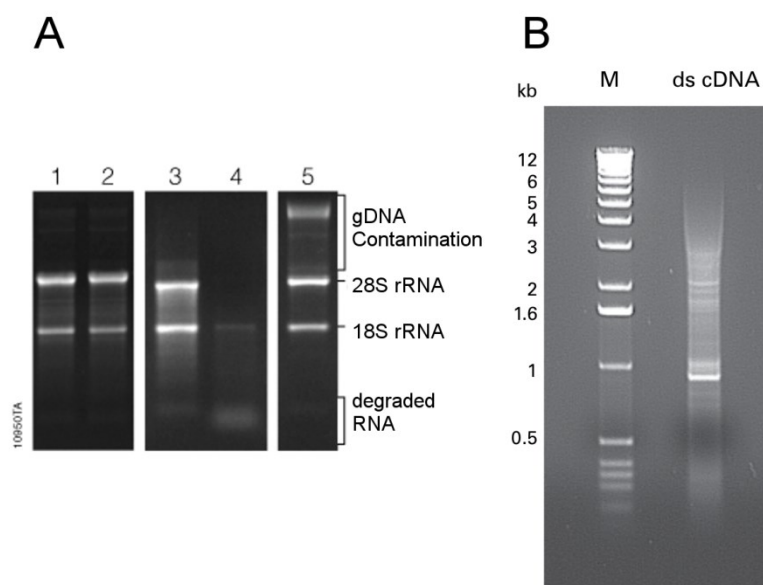 A
1 2 3 4 5
gDNA
Contamination
28S rRNA
18S rRNA
degraded
RNA
10950TA
B
M ds cDNA
kb
12
6
5
4
3
2
1.6
1
0.5